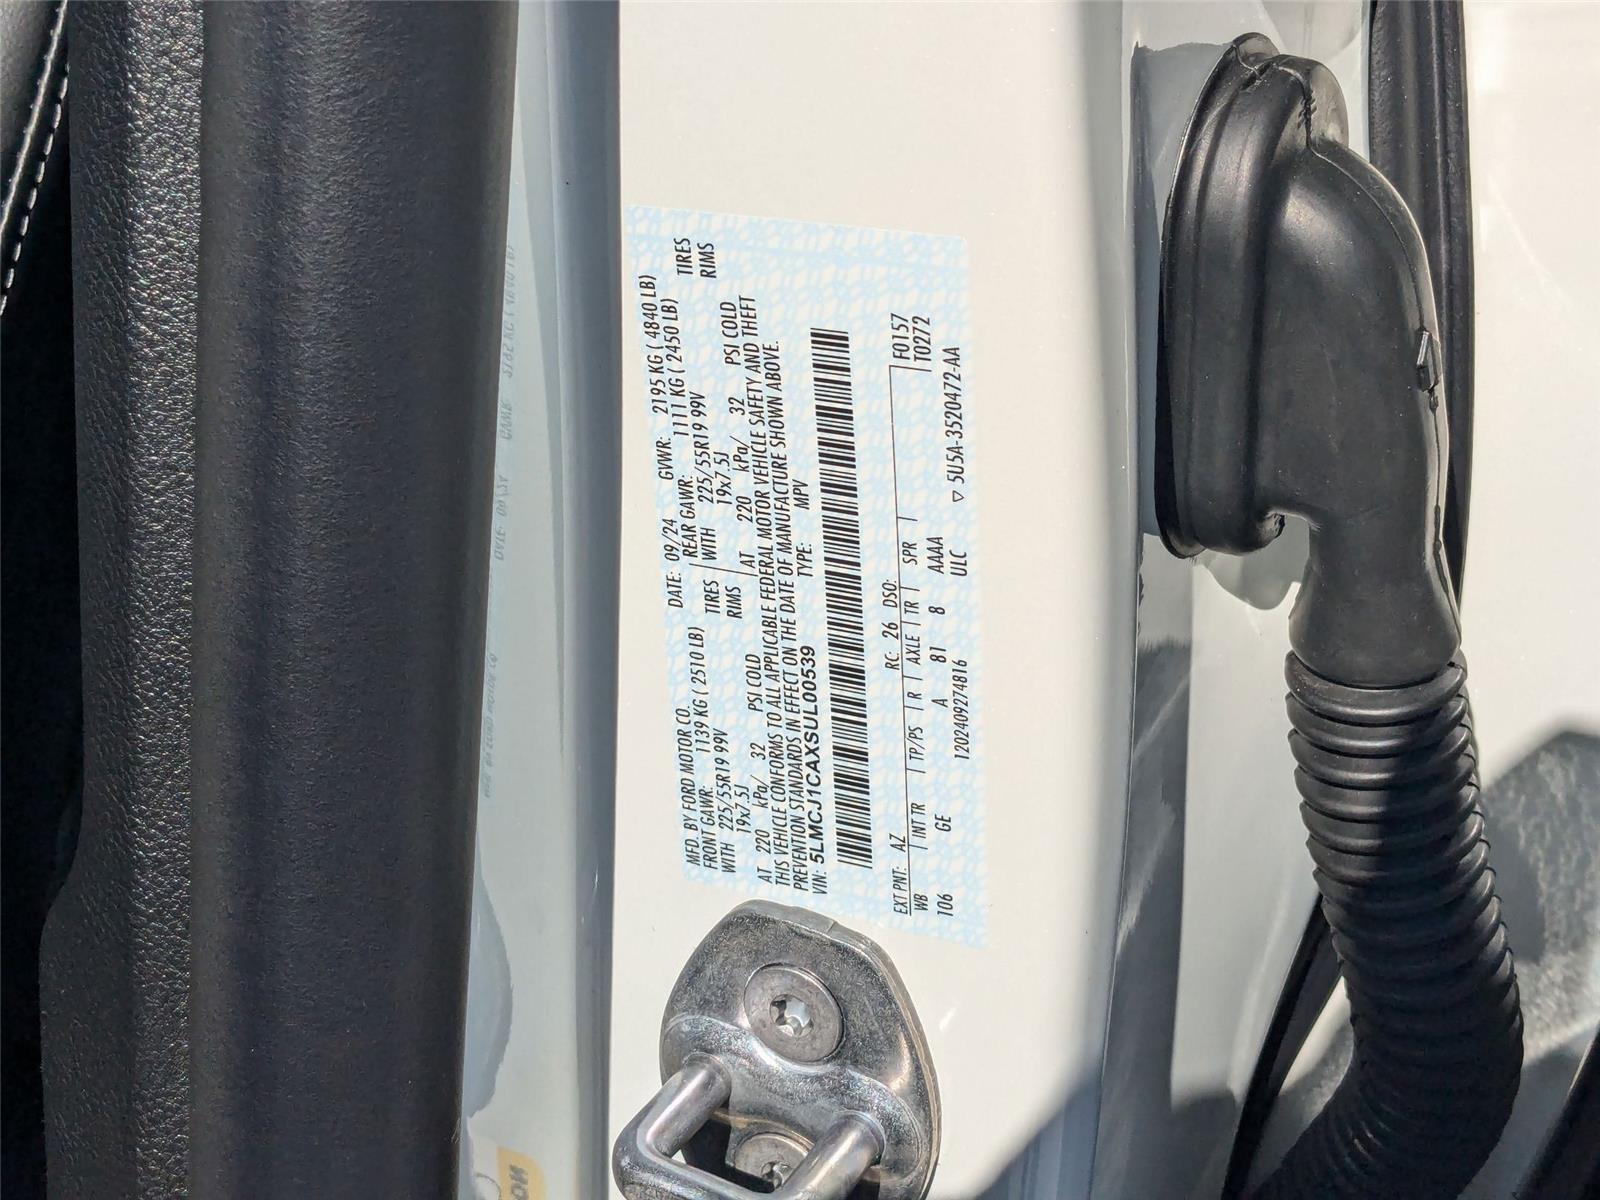 MFD. BY FORD MOTOR CO.
DATE: 09/24 GVWR: 2195 KG ( 4840 LB)
FRONT GAWR: 1139 KG ( 2510 LB) REAR GAWR: 1111 KG ( 2450 LB)
WITH 225/55R19 99V TIRES WITH 225/55R19 99V TIRES
19x7.5J RIMS 19x7.5J RIMS
AT 220 kPa/ 32 PSI COLD AT 220 kPa/ 32 PSI COLD
THIS VEHICLE CONFORMS TO ALL APPLICABLE FEDERAL MOTOR VEHICLE SAFETY AND THEFT
PREVENTION STANDARDS IN EFFECT ON THE DATE OF MANUFACTURE SHOWN ABOVE.
VIN: 5LMCJ1CAXSUL00539 TYPE: MPV
EXT PNT: AZ RC: 26 DSO: F0157
WB INT TR TP/PS R AXLE TR SPR T0272
106 GE A 81 8 AAAA
12024092748​16 ULC ▽ 5U5A-3520472-AA